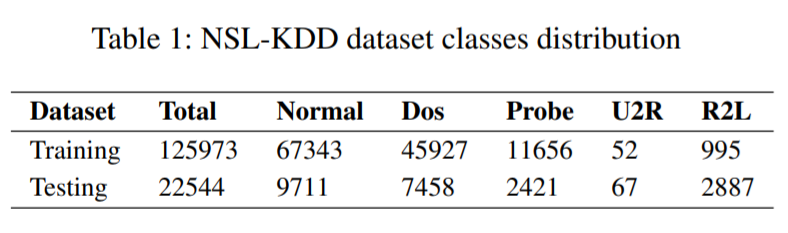 Table 1: NSL-KDD dataset classes distribution
Dataset Total Normal Dos Probe U2R R2L
Training 125973 67343 45927 11656 52 995
Testing 22544 9711 7458 2421 67 2887